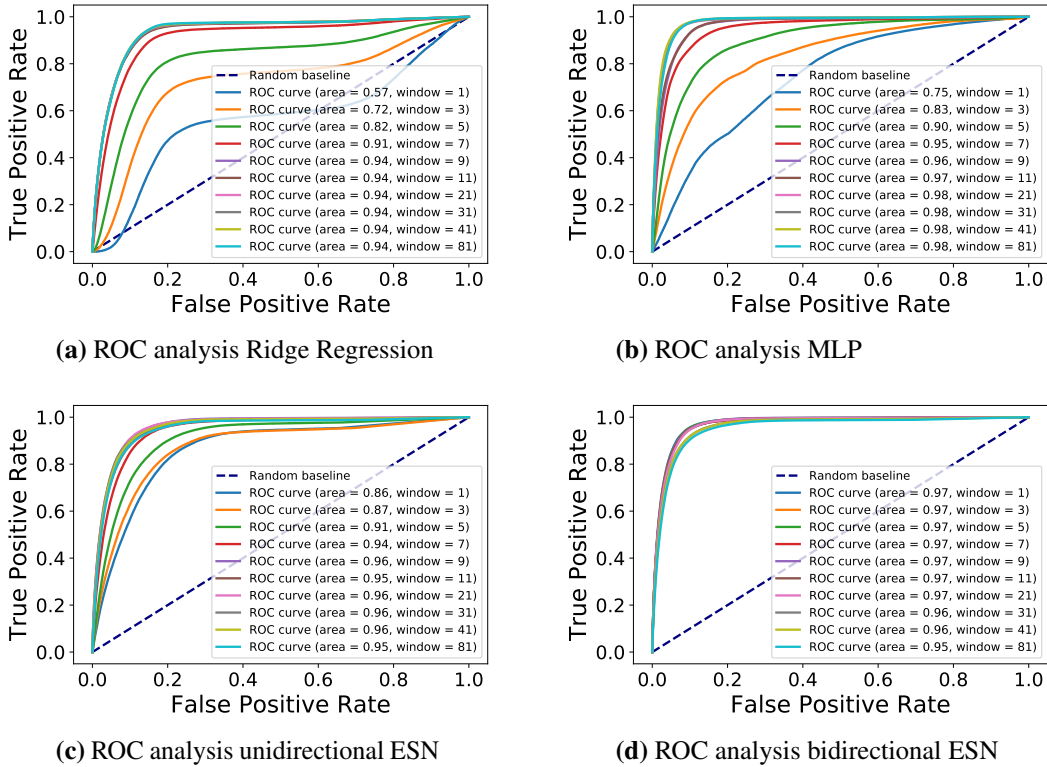 True Positive Rate
1.0
0.8
0.6
0.4
0.2
0.0
Random baseline
ROC curve (area = 0.57, window = 1)
ROC curve (area = 0.72, window = 3)
ROC curve (area = 0.82, window = 5)
ROC curve (area = 0.91, window = 7)
ROC curve (area = 0.94, window = 9)
ROC curve (area = 0.94, window = 11)
ROC curve (area = 0.94, window = 21)
ROC curve (area = 0.94, window = 31)
ROC curve (area = 0.94, window = 41)
ROC curve (area = 0.94, window = 81)
0.0 0.2 0.4 0.6 0.8 1.0
False Positive Rate
(a) ROC analysis Ridge Regression
True Positive Rate
1.0
0.8
0.6
0.4
0.2
0.0
Random baseline
ROC curve (area = 0.75, window = 1)
ROC curve (area = 0.83, window = 3)
ROC curve (area = 0.90, window = 5)
ROC curve (area = 0.95, window = 7)
ROC curve (area = 0.96, window = 9)
ROC curve (area = 0.97, window = 11)
ROC curve (area = 0.98, window = 21)
ROC curve (area = 0.98, window = 31)
ROC curve (area = 0.98, window = 41)
ROC curve (area = 0.98, window = 81)
0.0 0.2 0.4 0.6 0.8 1.0
False Positive Rate
(b) ROC analysis MLP
True Positive Rate
1.0
0.8
0.6
0.4
0.2
0.0
Random baseline
ROC curve (area = 0.86, window = 1)
ROC curve (area = 0.87, window = 3)
ROC curve (area = 0.91, window = 5)
ROC curve (area = 0.94, window = 7)
ROC curve (area = 0.96, window = 9)
ROC curve (area = 0.95, window = 11)
ROC curve (area = 0.96, window = 21)
ROC curve (area = 0.96, window = 31)
ROC curve (area = 0.96, window = 41)
ROC curve (area = 0.95, window = 81)
0.0 0.2 0.4 0.6 0.8 1.0
False Positive Rate
(c) ROC analysis unidirectional ESN
True Positive Rate
1.0
0.8
0.6
0.4
0.2
0.0
Random baseline
ROC curve (area = 0.97, window = 1)
ROC curve (area = 0.97, window = 3)
ROC curve (area = 0.97, window = 5)
ROC curve (area = 0.97, window = 7)
ROC curve (area = 0.97, window = 9)
ROC curve (area = 0.97, window = 11)
ROC curve (area = 0.97, window = 21)
ROC curve (area = 0.96, window = 31)
ROC curve (area = 0.96, window = 41)
ROC curve (area = 0.95, window = 81)
0.0 0.2 0.4 0.6 0.8 1.0
False Positive Rate
(d) ROC analysis bidirectional ESN